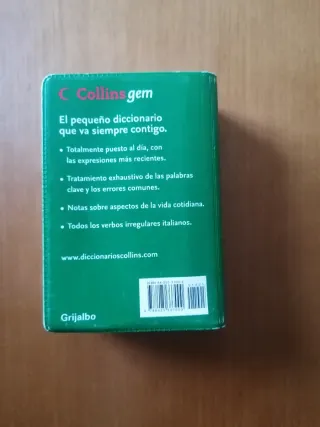 Collins gem
El pequeño diccionario
que va siempre contigo.
• Totalmente puesto al día, con
las expresiones más recientes.
• Tratamiento exhaustivo de las palabras
clave y los errores comunes.
• Notas sobre aspectos de la vida cotidiana.
• Todos los verbos irregulares italianos.
www.diccionarioscollins.com
Grijalbo